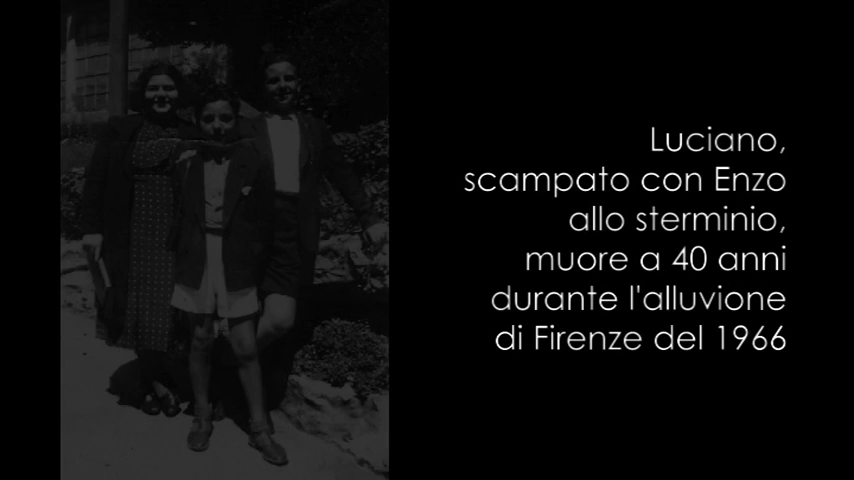 Luciano,
scampato con Enzo
allo sterminio,
muore a 40 anni
durante l'alluvione
di Firenze del 1966